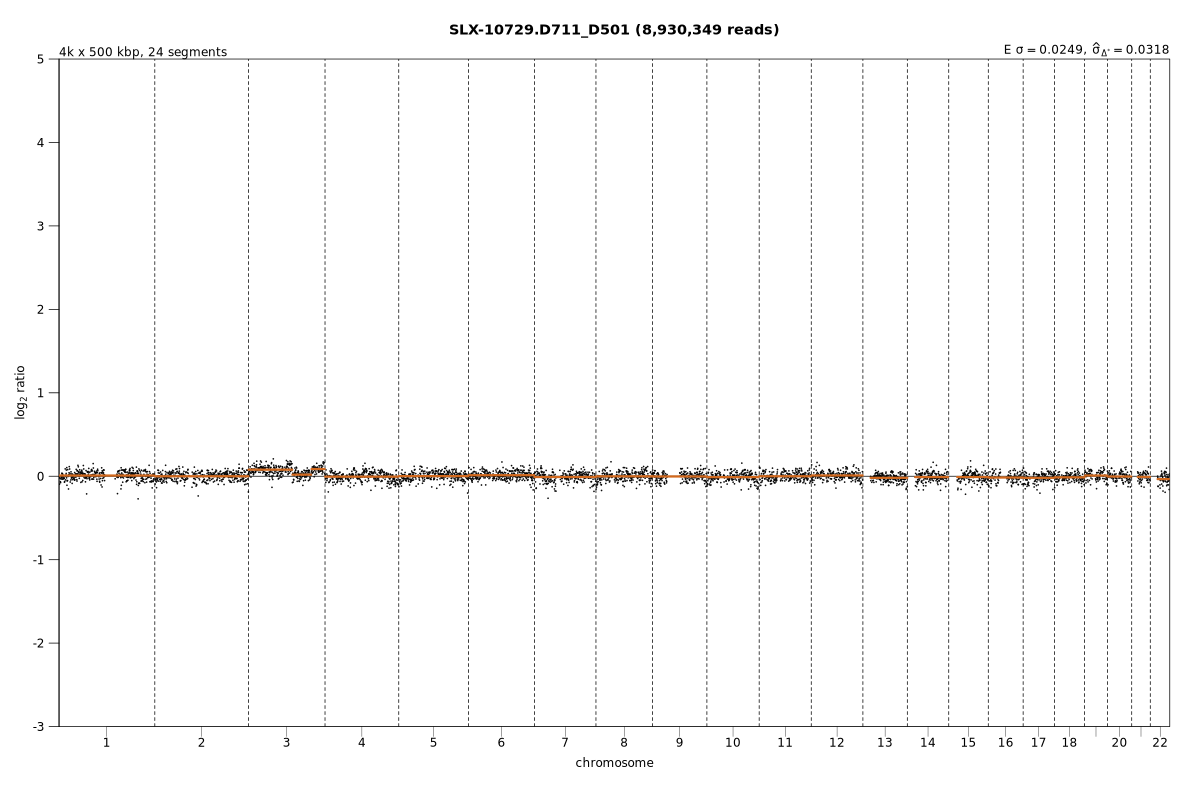 SLX-10729.D711_D501 (8,930,349 reads)
4k x 500 kbp, 24 segments
E σ = 0.0249, σ̂Δ* = 0.0318
5
4
3
2
1
0
-1
-2
-3
log2 ratio
1 2 3 4 5 6 7 8 9 10 11 12 13 14 15 16 17 18 20 22
chromosome